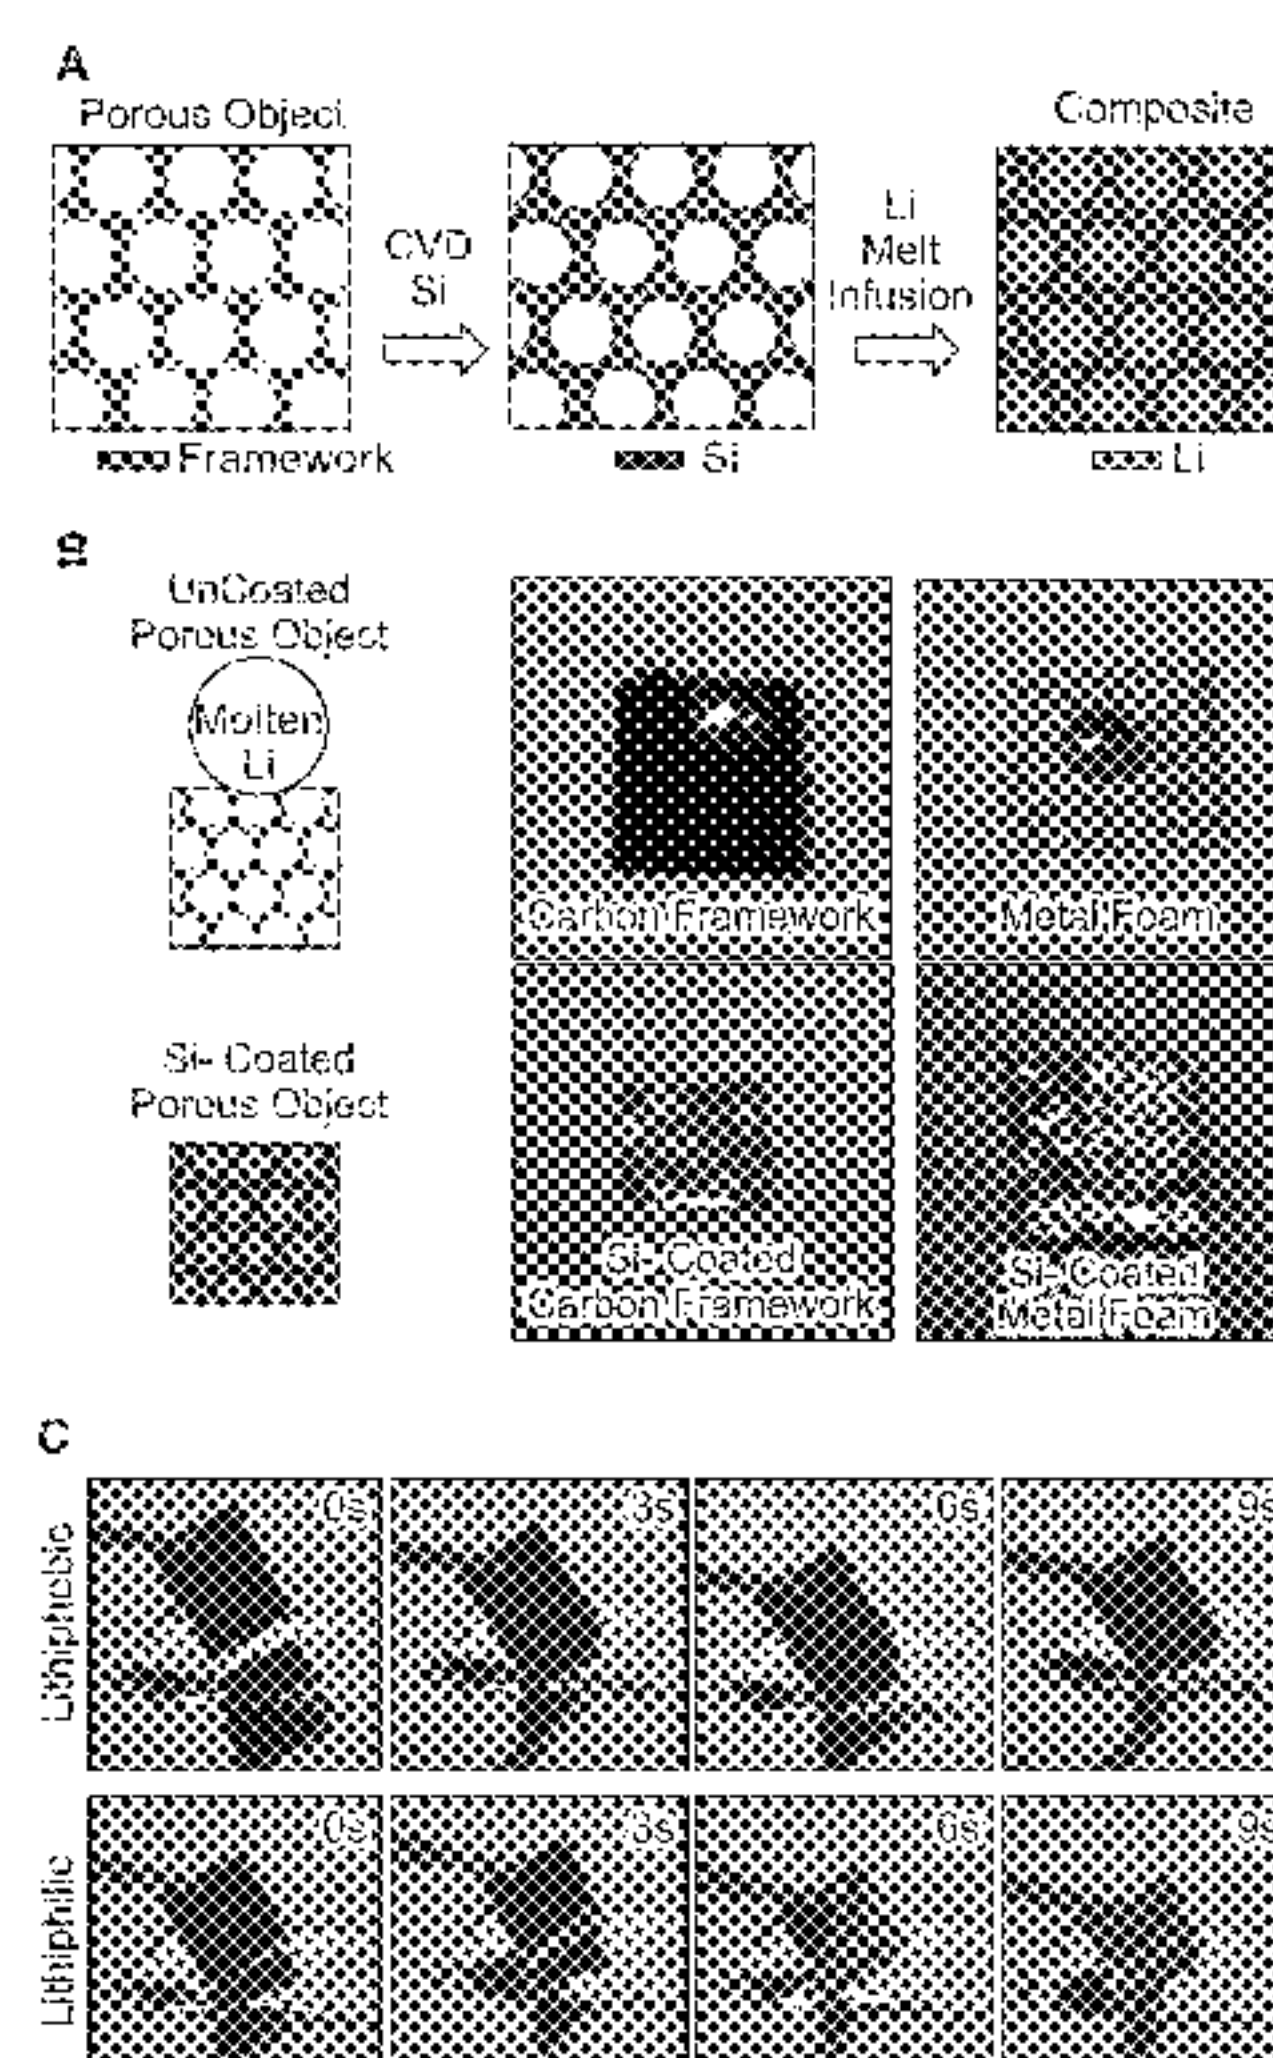 A
Porous Object
Composite
CVD
Si
Li
Melt
Infusion
Framework
Si
Li
B
UnCoated
Porous Object
Molten
Li
Carbon Framework
Metal Foam
Si- Coated
Porous Object
Si- Coated
Carbon Framework
Si- Coated
Metal Foam
C
Lithiphobic
0s
3s
6s
9s
Lithiphilic
0s
3s
6s
9s